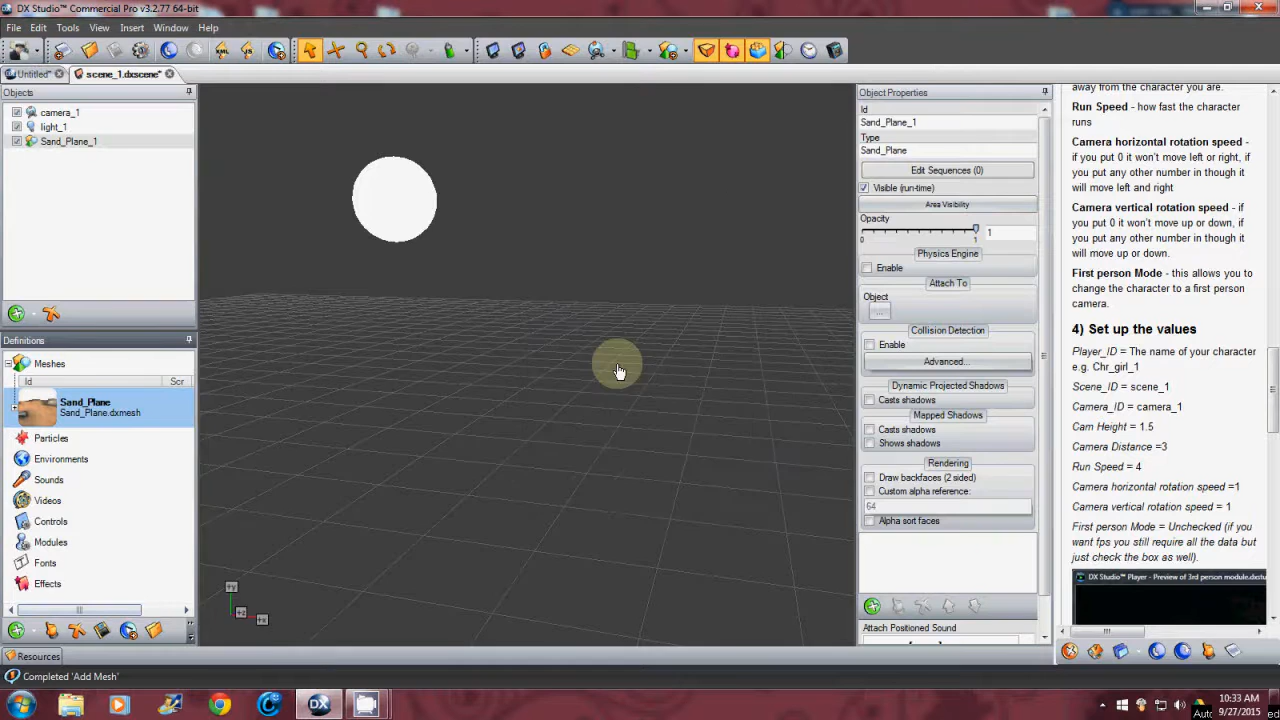 DX Studio™ Commercial Pro v3.2.77 64-bit
File Edit Tools View Insert Window Help
XML JS
Untitled* scene_1.dxscene*
Objects
camera_1
light_1
Sand_Plane_1
Definitions
Meshes
Id Scr
Sand_Plane
Sand_Plane.dxmesh
Particles
Environments
Sounds
Videos
Controls
Modules
Fonts
Effects
Resources
Completed 'Add Mesh'
+y
+z
+x
Object Properties
Id
Sand_Plane_1
Type
Sand_Plane
Edit Sequences (0)
Visible (run-time)
Area Visibility
Opacity
1
0 1
Physics Engine
Enable
Attach To
Object
...
Collision Detection
Enable
Advanced...
Dynamic Projected Shadows
Casts shadows
Mapped Shadows
Casts shadows
Shows shadows
Rendering
Draw backfaces (2 sided)
Custom alpha reference:
64
Alpha sort faces
Attach Positioned Sound
away from the character you are.
Run Speed - how fast the character
runs
Camera horizontal rotation speed -
if you put 0 it won't move left or right, if
you put any other number in though it
will move left and right
Camera vertical rotation speed - if
you put 0 it won't move up or down, if
you put any other number in though it
will move up or down.
First person Mode - this allows you to
change the character to a first person
camera.
4) Set up the values
Player_ID = The name of your character
e.g. Chr_girl_1
Scene_ID = scene_1
Camera_ID = camera_1
Cam Height = 1.5
Camera Distance =3
Run Speed = 4
Camera horizontal rotation speed =1
Camera vertical rotation speed = 1
First person Mode = Unchecked (if you
want fps you still require all the data but
just check the box as well).
DX Studio™ Player - Preview of 3rd person module.dxstu
DX
10:33 AM
9/27/2015